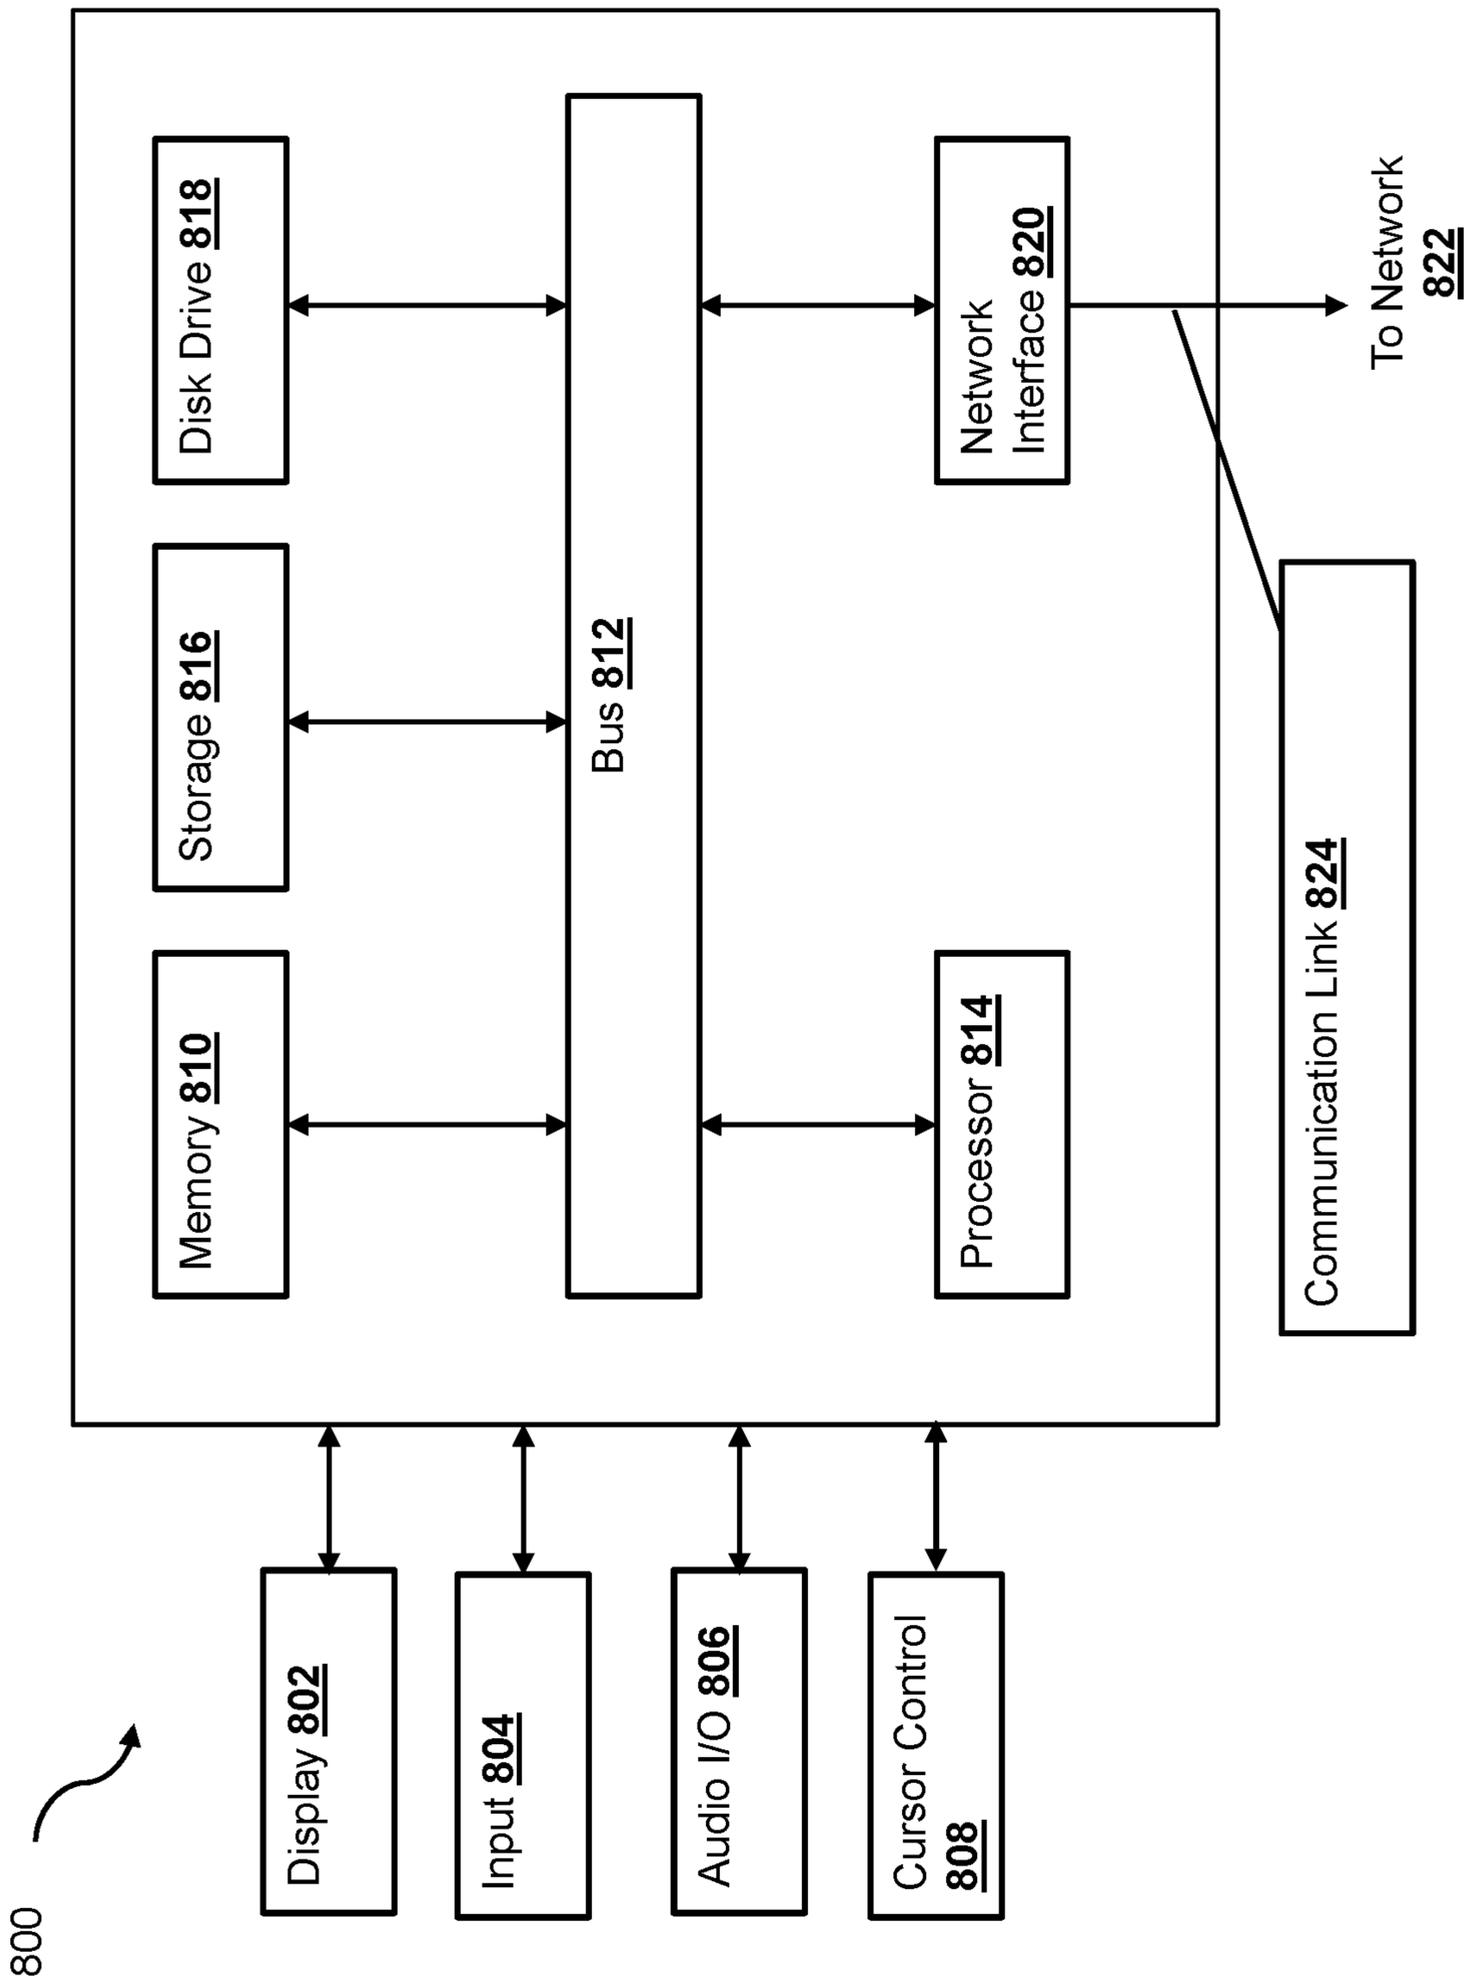 800
Display 802
Input 804
Audio I/O 806
Cursor Control
808
Memory 810
Storage 816
Disk Drive 818
Bus 812
Processor 814
Network
Interface 820
Communication Link 824
To Network
822